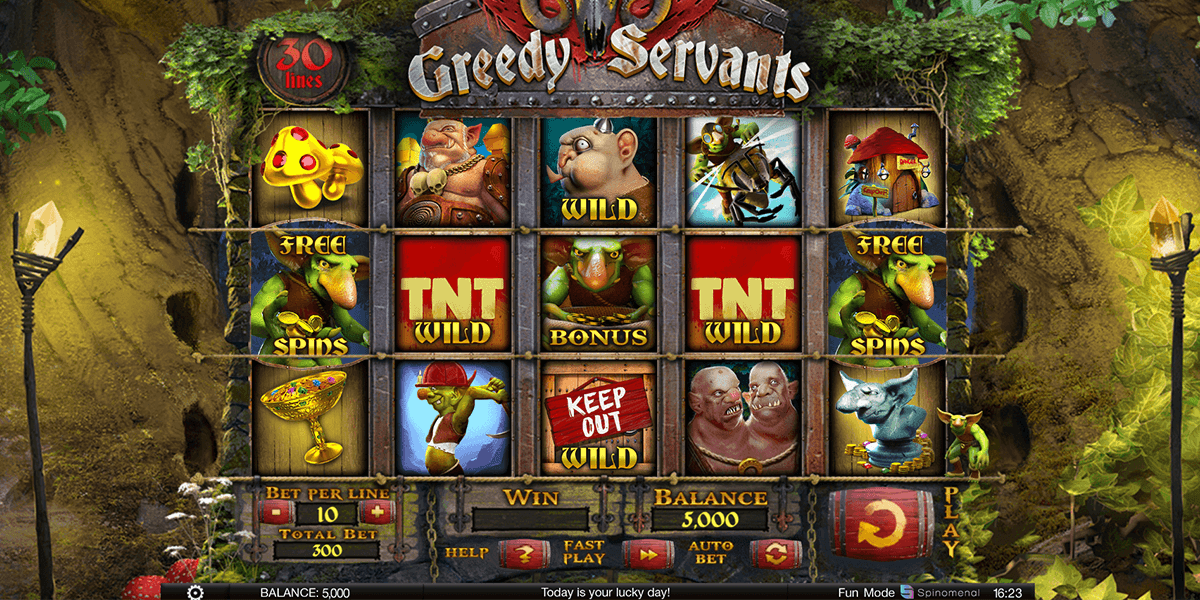 Greedy Servants
30
lines
WILD
FREE
SPINS
TNT
WILD
BONUS
TNT
WILD
FREE
SPINS
KEEP
OUT
WILD
BET PER LINE
- 10 +
TOTAL BET
300
WIN
BALANCE
5,000
HELP
?
FAST
PLAY
AUTO
BET
PLAY
BALANCE: 5,000
Today is your lucky day!
Fun Mode
Spinomenal
16:23